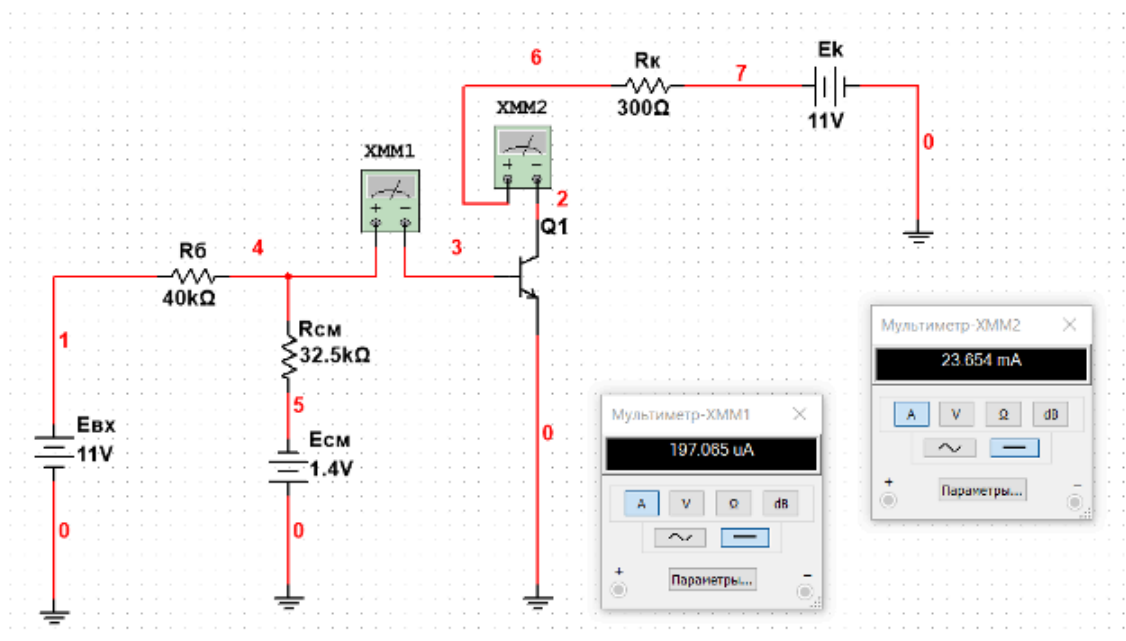 6
Rк
7
Ek
300Ω
11V
XMM2
0
XMM1
+ −
2
Q1
+ −
Rб
4
3
40kΩ
1
Rсм
32.5kΩ
5
Eвх
11V
Eсм
1.4V
0
0
0
Мультиметр-XMM1
197.065 uA
A V Ω dB
Параметры...
+ −
Мультиметр-XMM2
23.654 mA
A V Ω dB
Параметры...
+ −